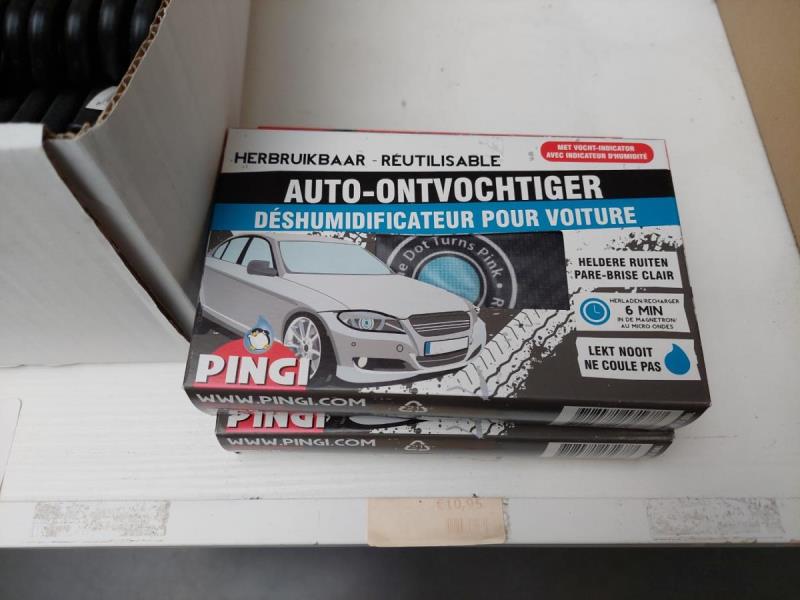 HERBRUIKBAAR - RÉUTILISABLE
MET VOCHT-INDICATOR
AVEC INDICATEUR D'HUMIDITÉ
AUTO-ONTVOCHTIGER
DÉSHUMIDIFICATEUR POUR VOITURE
e Dot Turns Pink • R
HELDERE RUITEN
PARE-BRISE CLAIR
HERLADEN/RECHARGER
6 MIN
IN DE MAGNETRON/
AU MICRO ONDES
LEKT NOOIT
NE COULE PAS
PINGI
WWW.PINGI.COM
PINGI
WWW.PINGI.COM
€10,95